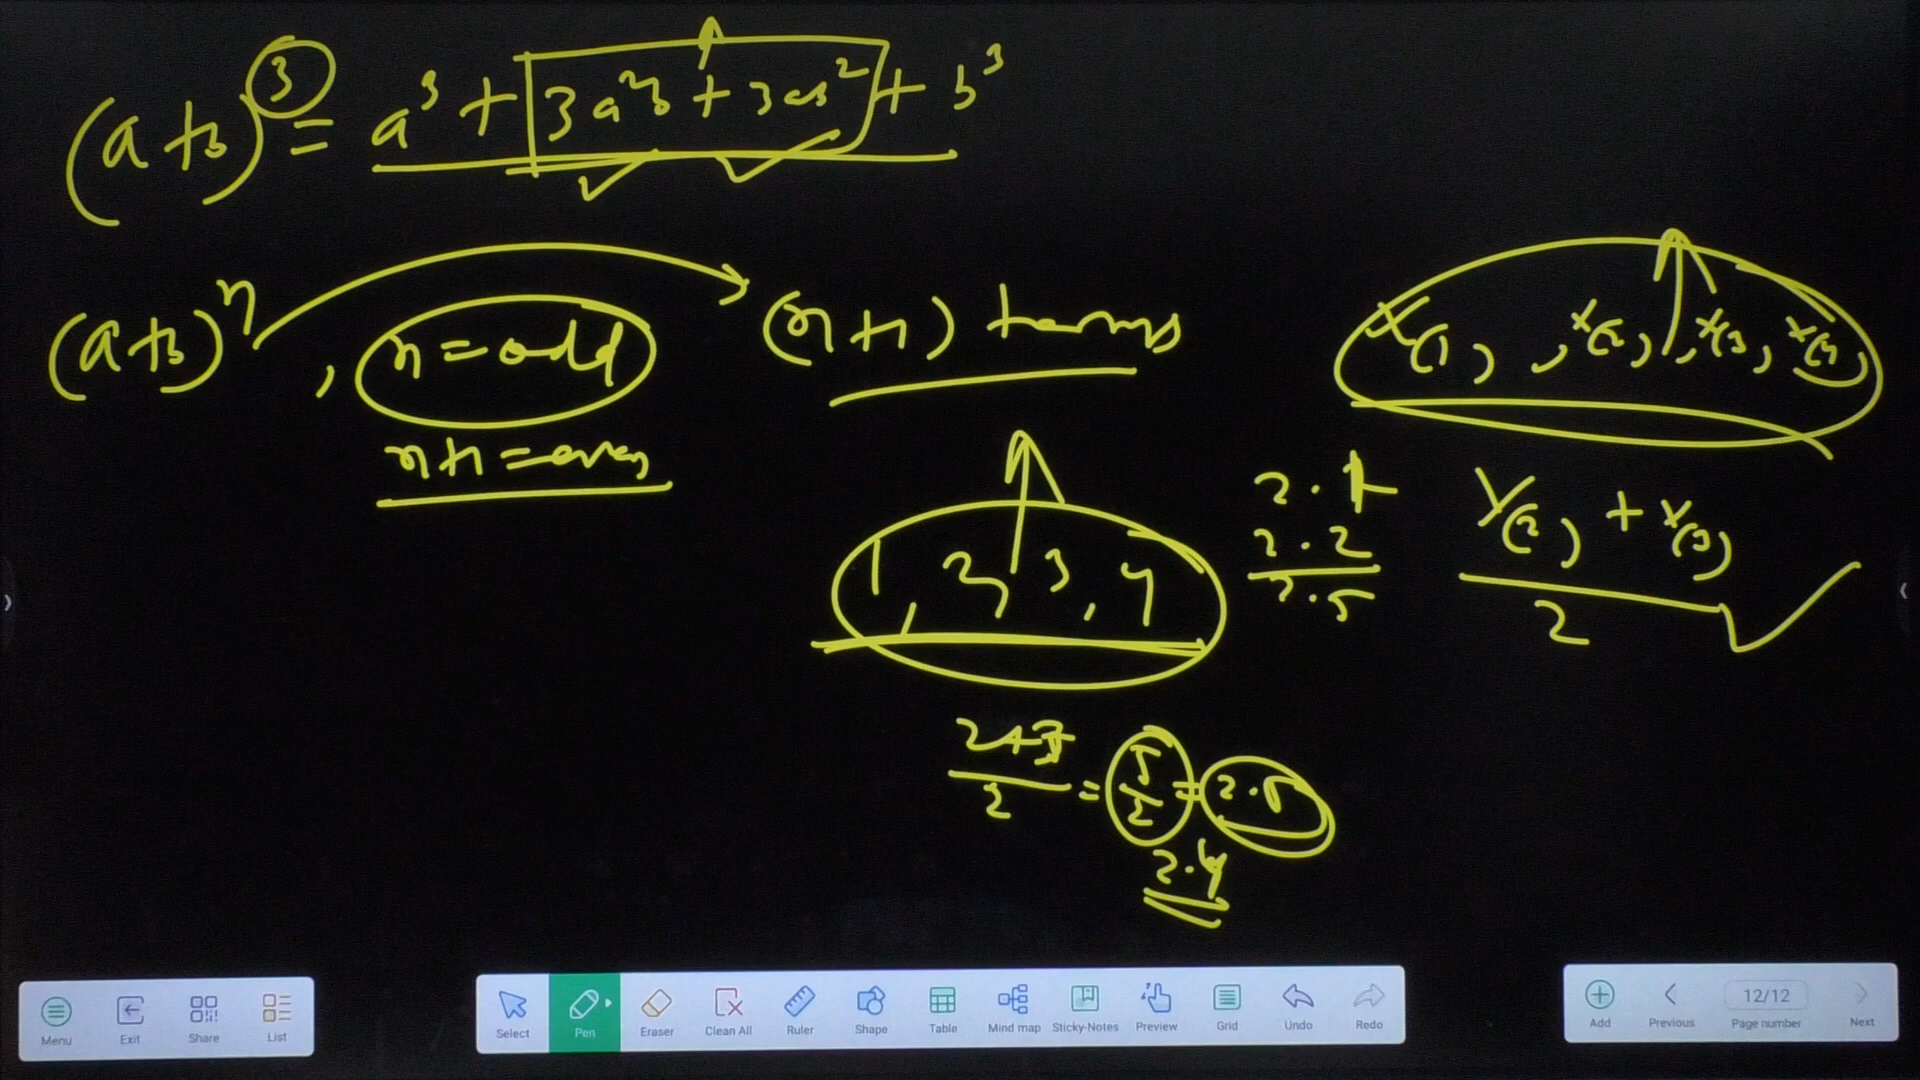 (a+b)³ = a³ + 3a²b + 3ab² + b³
(a+b)ⁿ, n = odd (n+1) terms
n+1 = even
X(1), , X(2), , X(3), X(4)
1, 2, 3, 4
2.1
2.2
2.5
X(2) + X(3)
2
2+3
2
= 5/2 = 2.5
2.4
Menu Exit Share List
Select Pen Eraser Clean All Ruler Shape Table Mind map Sticky-Notes Preview Grid Undo Redo
Add Previous 12/12 Page number Next